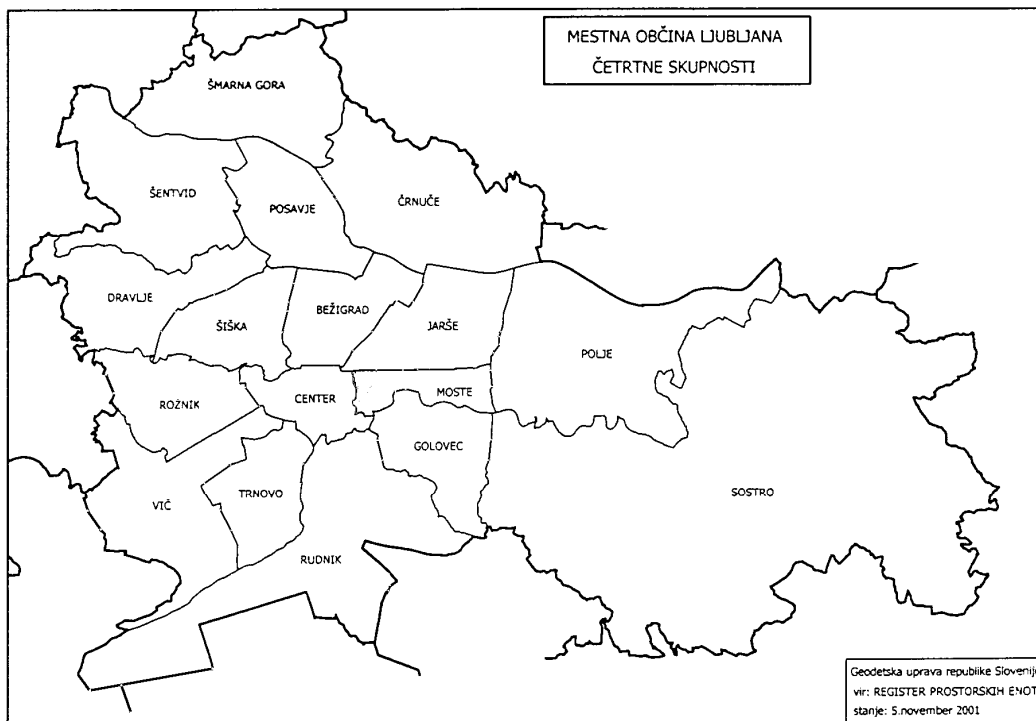 MESTNA OBČINA LJUBLJANA
ČETRTNE SKUPNOSTI
ŠMARNA GORA
ŠENTVID
POSAVJE
ČRNUČE
DRAVLJE
ŠIŠKA
BEŽIGRAD
JARŠE
POLJE
ROŽNIK
CENTER
MOSTE
GOLOVEC
VIČ
TRNOVO
SOSTRO
RUDNIK
Geodetska uprava republike Slovenij
vir: REGISTER PROSTORSKIH ENOT
stanje: 5.november 2001